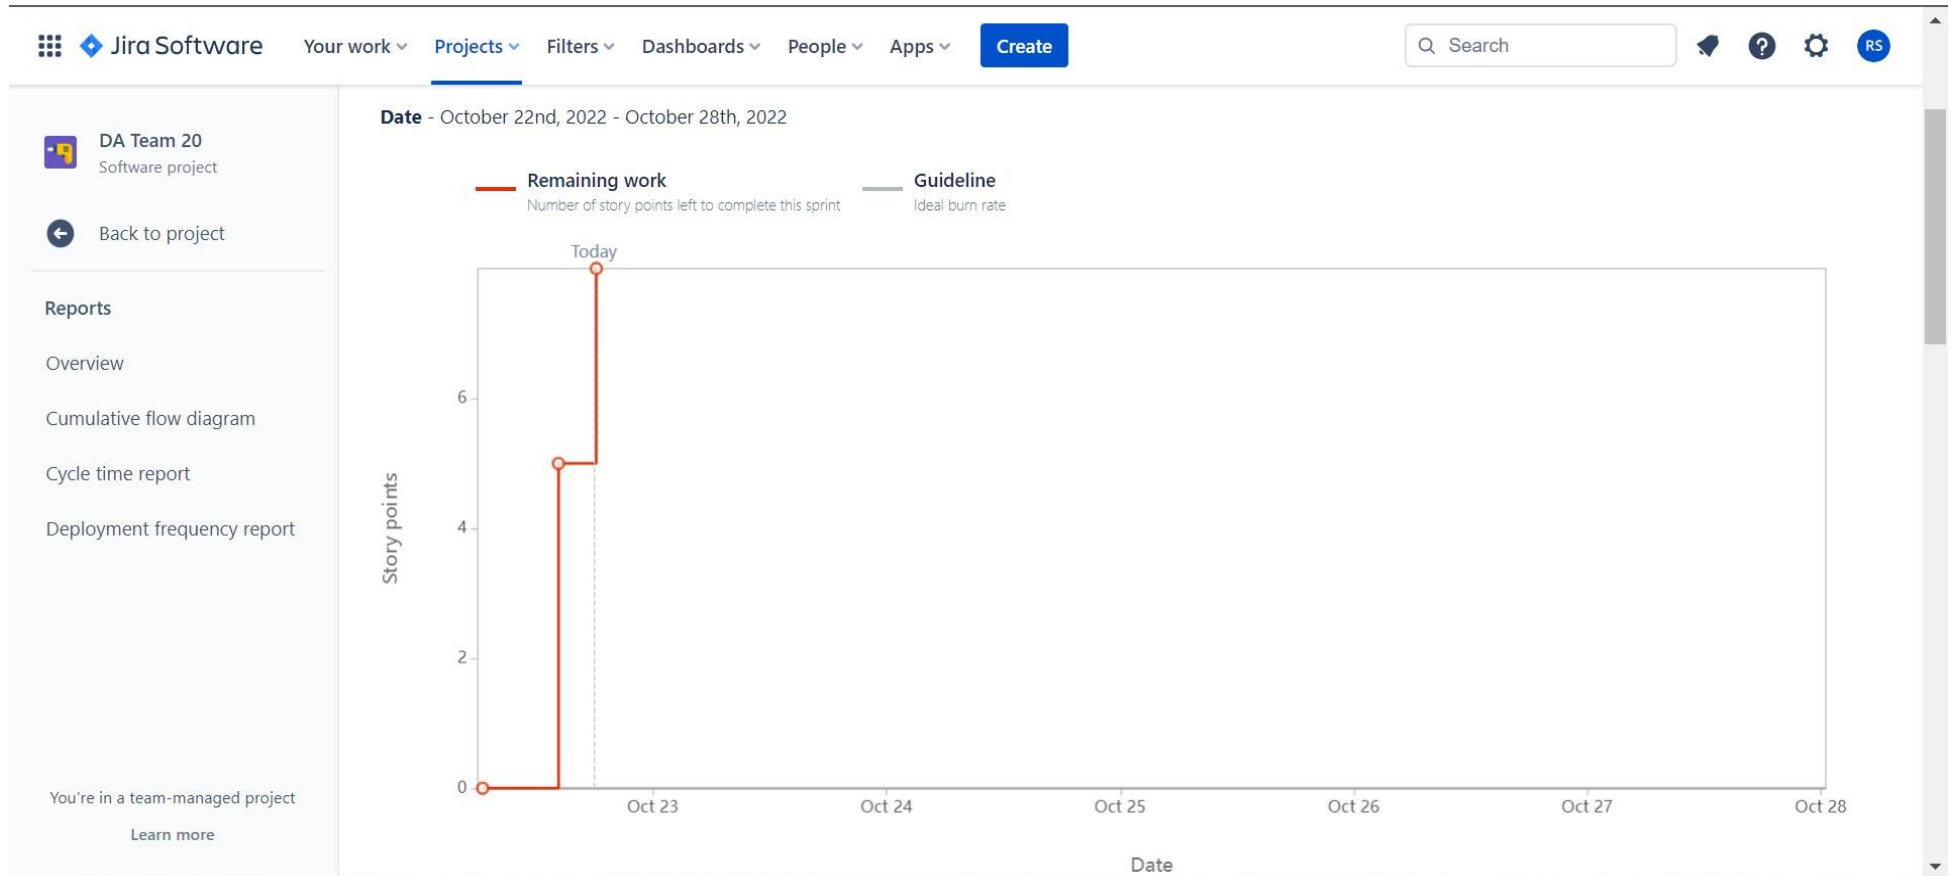 Jira Software Your work Projects Filters Dashboards People Apps Create Search RS
DA Team 20
Software project
Back to project
Reports
Overview
Cumulative flow diagram
Cycle time report
Deployment frequency report
You're in a team-managed project
Learn more
Date - October 22nd, 2022 - October 28th, 2022
Remaining work
Number of story points left to complete this sprint
Guideline
Ideal burn rate
Today
6
4
2
0
Story points
Oct 23 Oct 24 Oct 25 Oct 26 Oct 27 Oct 28
Date